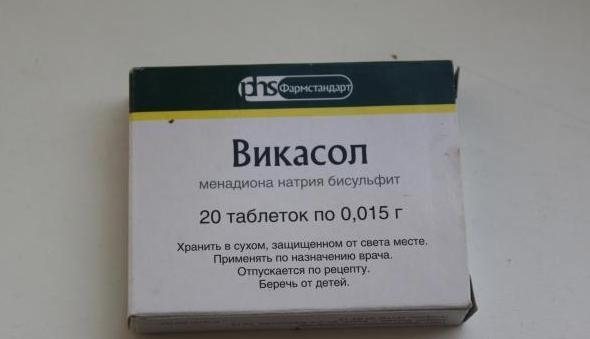 phs Фармстандарт
Викасол
менадиона натрия бисульфит
20 таблеток по 0,015 г
Хранить в сухом, защищенном от света месте.
Применять по назначению врача.
Отпускается по рецепту.
Беречь от детей.